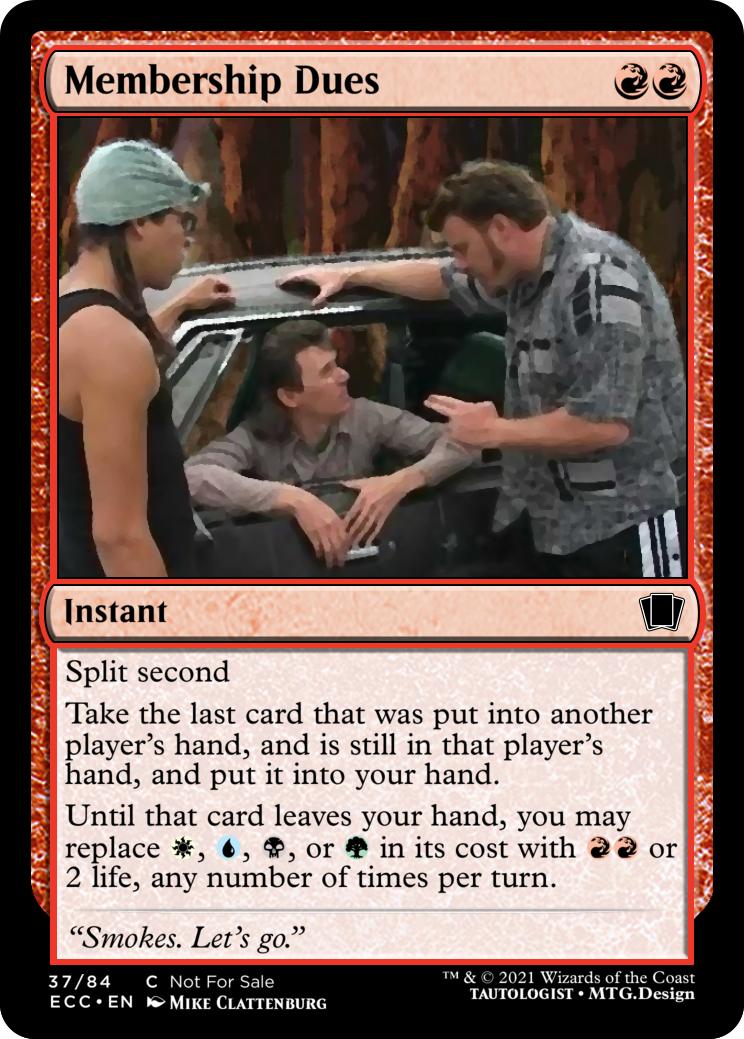 Membership Dues
Instant
Split second
Take the last card that was put into another
player's hand, and is still in that player's
hand, and put it into your hand.
Until that card leaves your hand, you may
replace , , , or in its cost with or
2 life, any number of times per turn.
“Smokes. Let's go.”
37/84 C Not For Sale
ECC • EN Mike Clattenburg
™ & © 2021 Wizards of the Coast
TAUTOLOGIST • MTG.Design